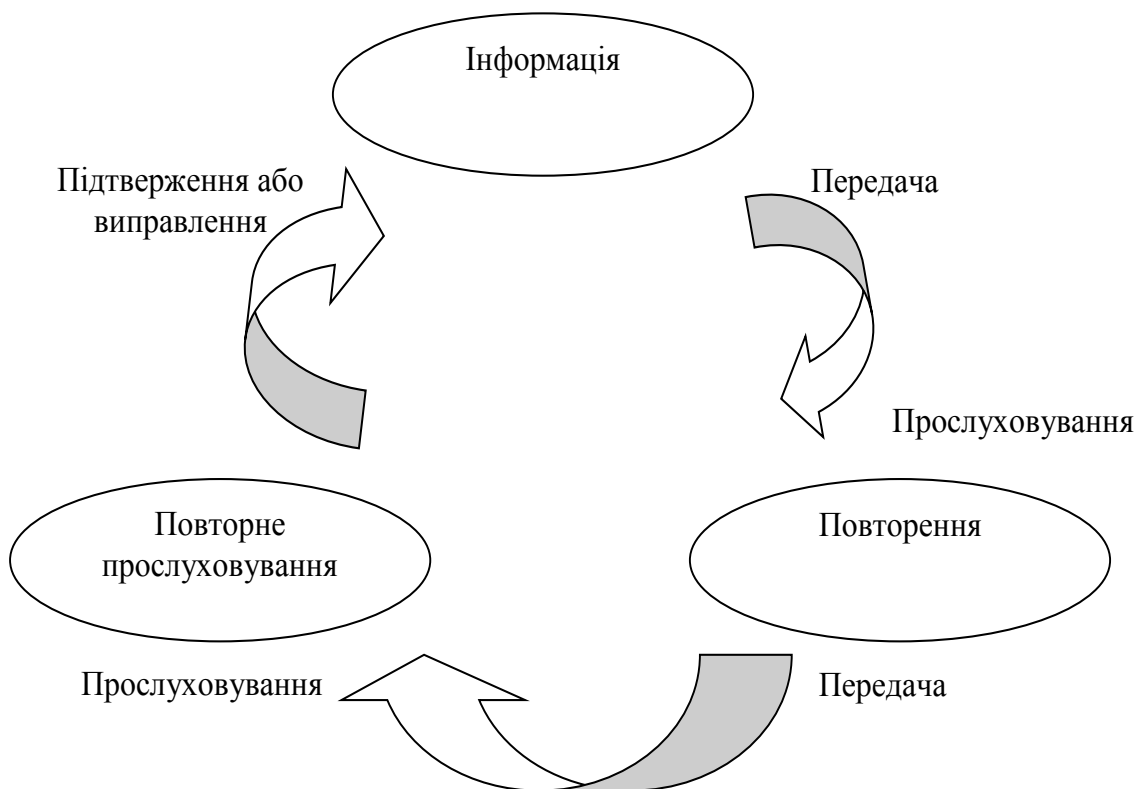 Інформація
Підтверження або
виправлення
Передача
Прослуховування
Повторне
прослуховування
Повторення
Прослуховування
Передача